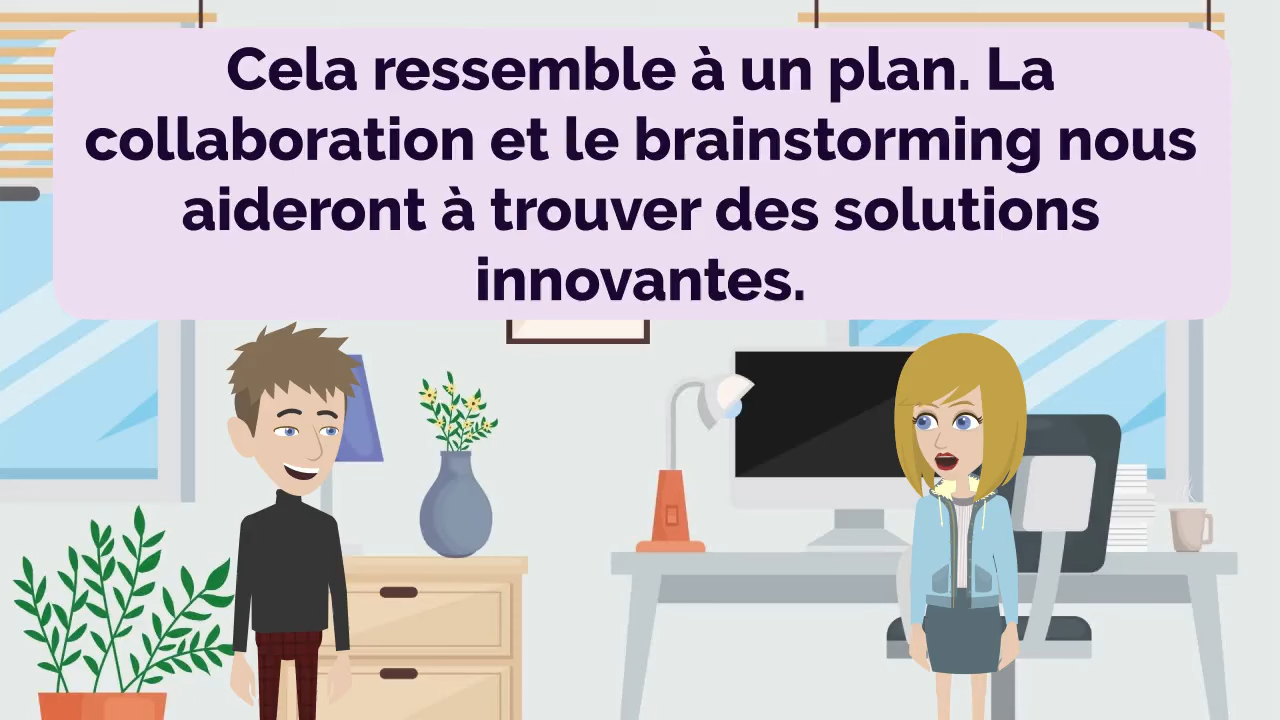 Cela ressemble à un plan. La
collaboration et le brainstorming nous
aideront à trouver des solutions
innovantes.